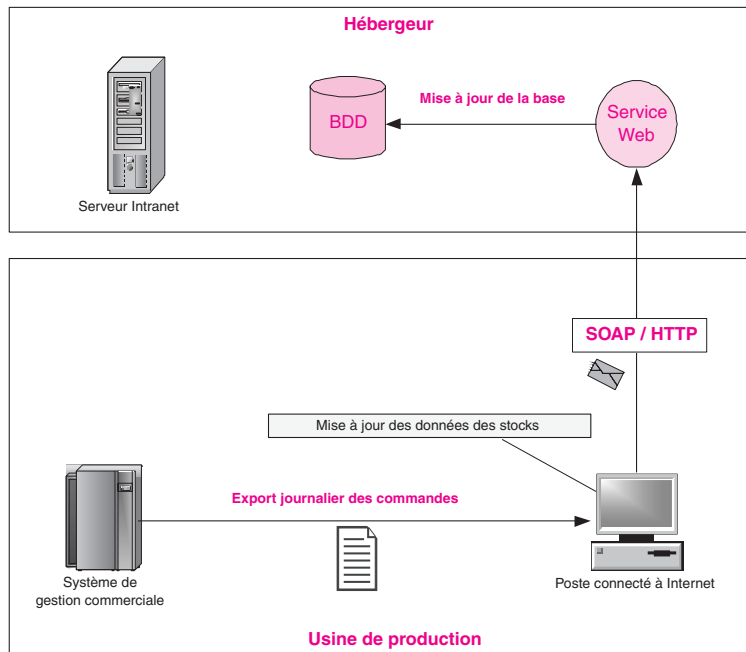 Hébergeur
Mise à jour de la base
BDD
Service
Web
Serveur Intranet
SOAP / HTTP
Mise à jour des données des stocks
Export journalier des commandes
Système de
gestion commerciale
Poste connecté à Internet
Usine de production